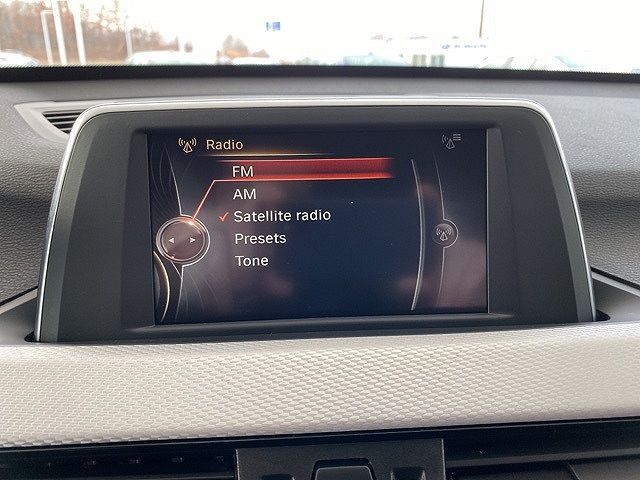 Radio
FM
AM
Satellite radio
Presets
Tone